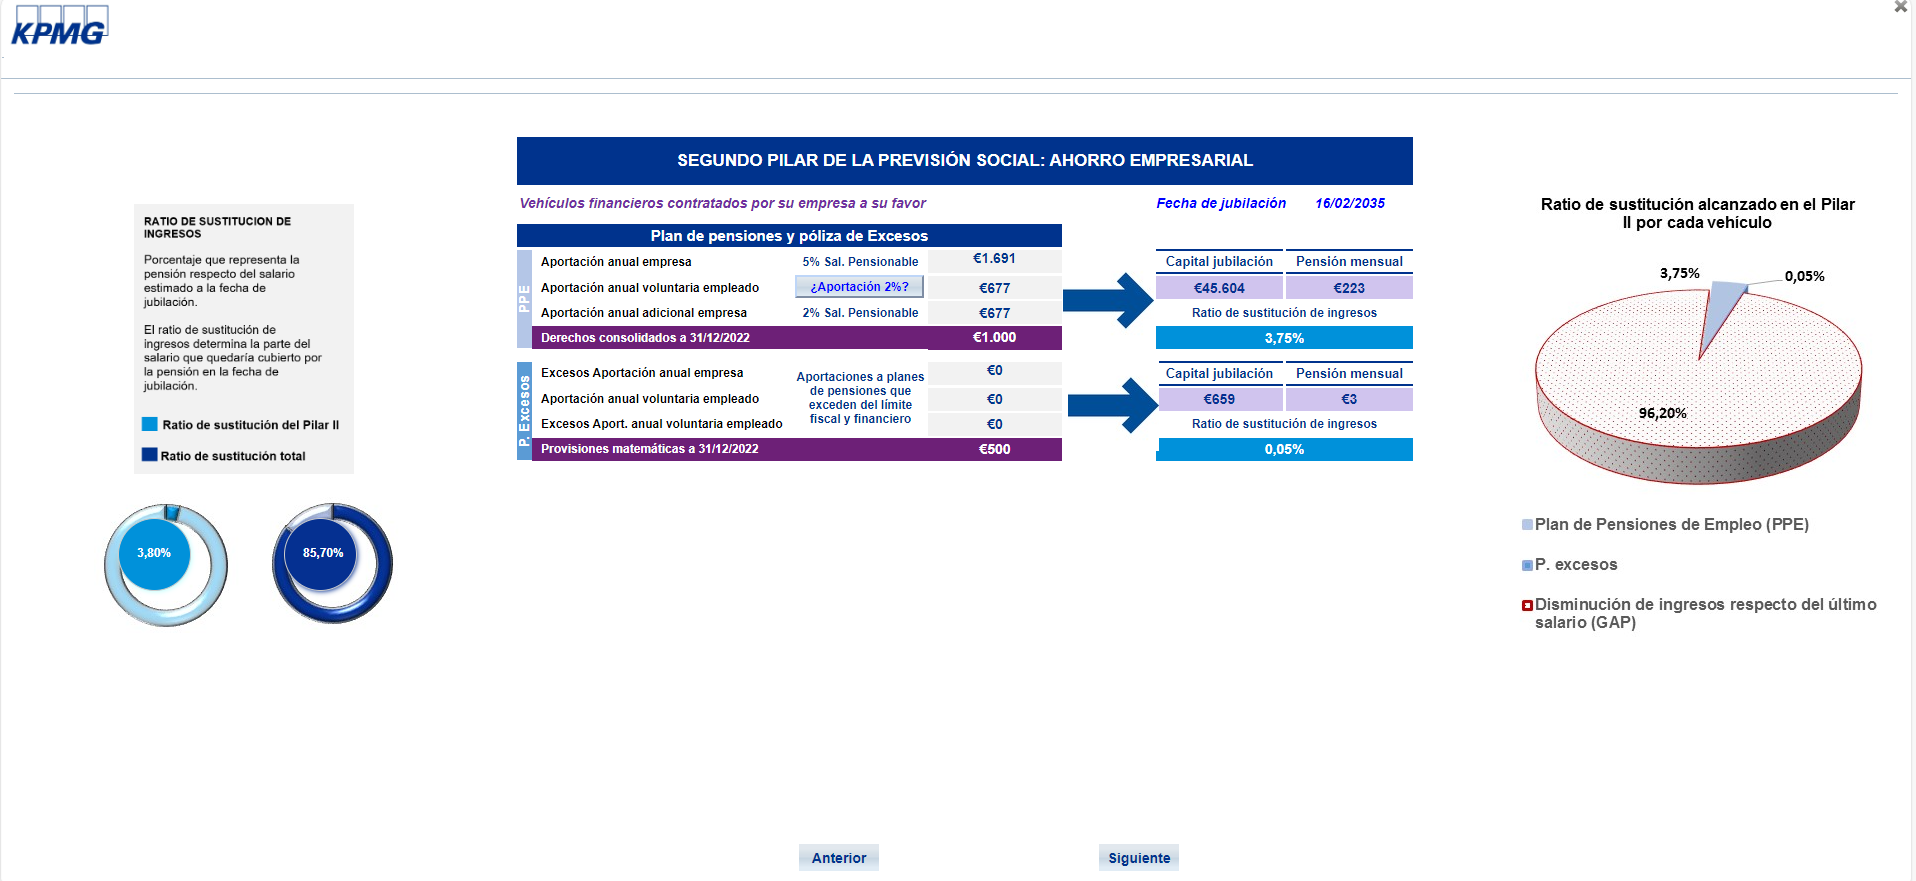 KPMG
SEGUNDO PILAR DE LA PREVISIÓN SOCIAL: AHORRO EMPRESARIAL
Vehículos financieros contratados por su empresa a su favor
Fecha de jubilación 16/02/2035
RATIO DE SUSTITUCION DE
INGRESOS
Porcentaje que representa la
pensión respecto del salario
estimado a la fecha de
jubilación.
El ratio de sustitución de
ingresos determina la parte del
salario que quedaría cubierto por
la pensión en la fecha de
jubilación.
Ratio de sustitución del Pilar II
Ratio de sustitución total
3,80%
85,70%
Plan de pensiones y póliza de Excesos
PPE
Aportación anual empresa 5% Sal. Pensionable €1.691
Aportación anual voluntaria empleado ¿Aportación 2%? €677
Aportación anual adicional empresa 2% Sal. Pensionable €677
Derechos consolidados a 31/12/2022 €1.000
Capital jubilación Pensión mensual
€45.604 €223
Ratio de sustitución de ingresos
3,75%
P. Excesos
Excesos Aportación anual empresa €0
Aportación anual voluntaria empleado €0
Excesos Aport. anual voluntaria empleado €0
Aportaciones a planes
de pensiones que
exceden del límite
fiscal y financiero
Provisiones matemáticas a 31/12/2022 €500
Capital jubilación Pensión mensual
€659 €3
Ratio de sustitución de ingresos
0,05%
Ratio de sustitución alcanzado en el Pilar
II por cada vehículo
3,75%
0,05%
96,20%
Plan de Pensiones de Empleo (PPE)
P. excesos
Disminución de ingresos respecto del último
salario (GAP)
Anterior
Siguiente